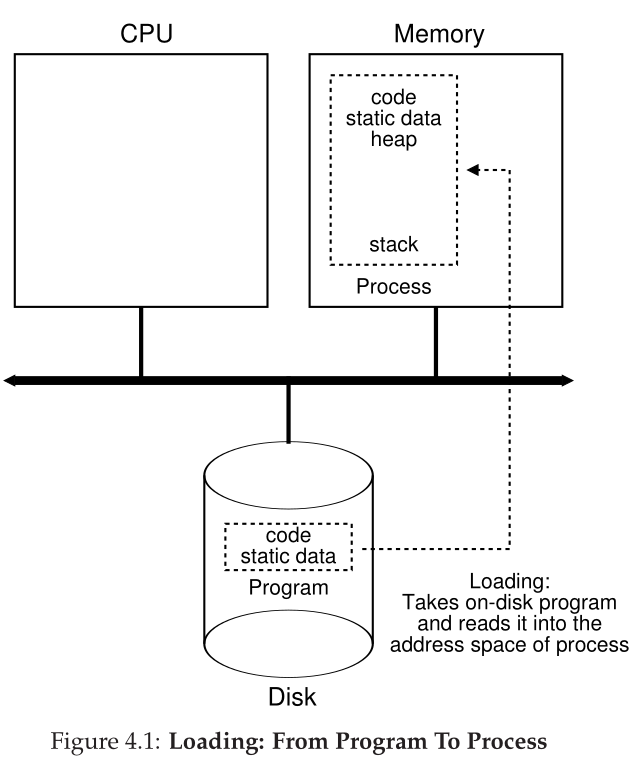 CPU
Memory
code
static data
heap
stack
Process
code
static data
Program
Loading:
Takes on-disk program
and reads it into the
address space of process
Disk
Figure 4.1: Loading: From Program To Process